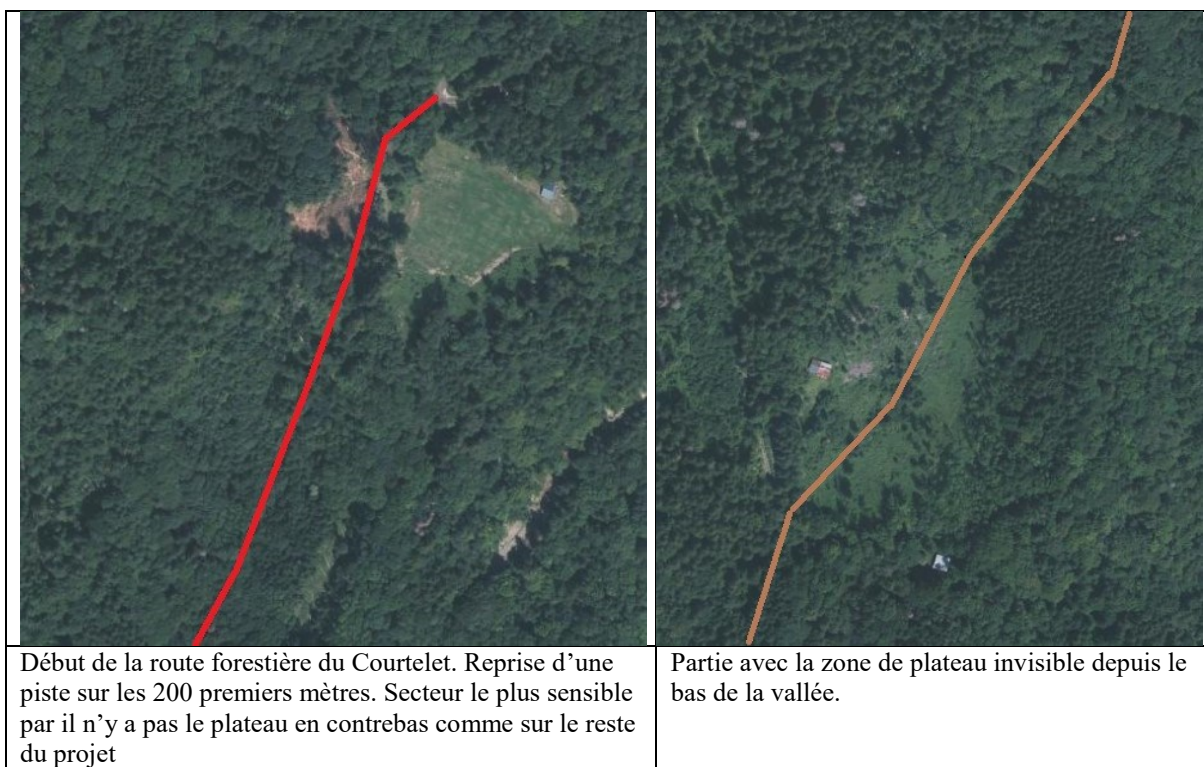 Début de la route forestière du Courtelet. Reprise d’une
piste sur les 200 premiers mètres. Secteur le plus sensible
par il n’y a pas le plateau en contrebas comme sur le reste
du projet
Partie avec la zone de plateau invisible depuis le
bas de la vallée.